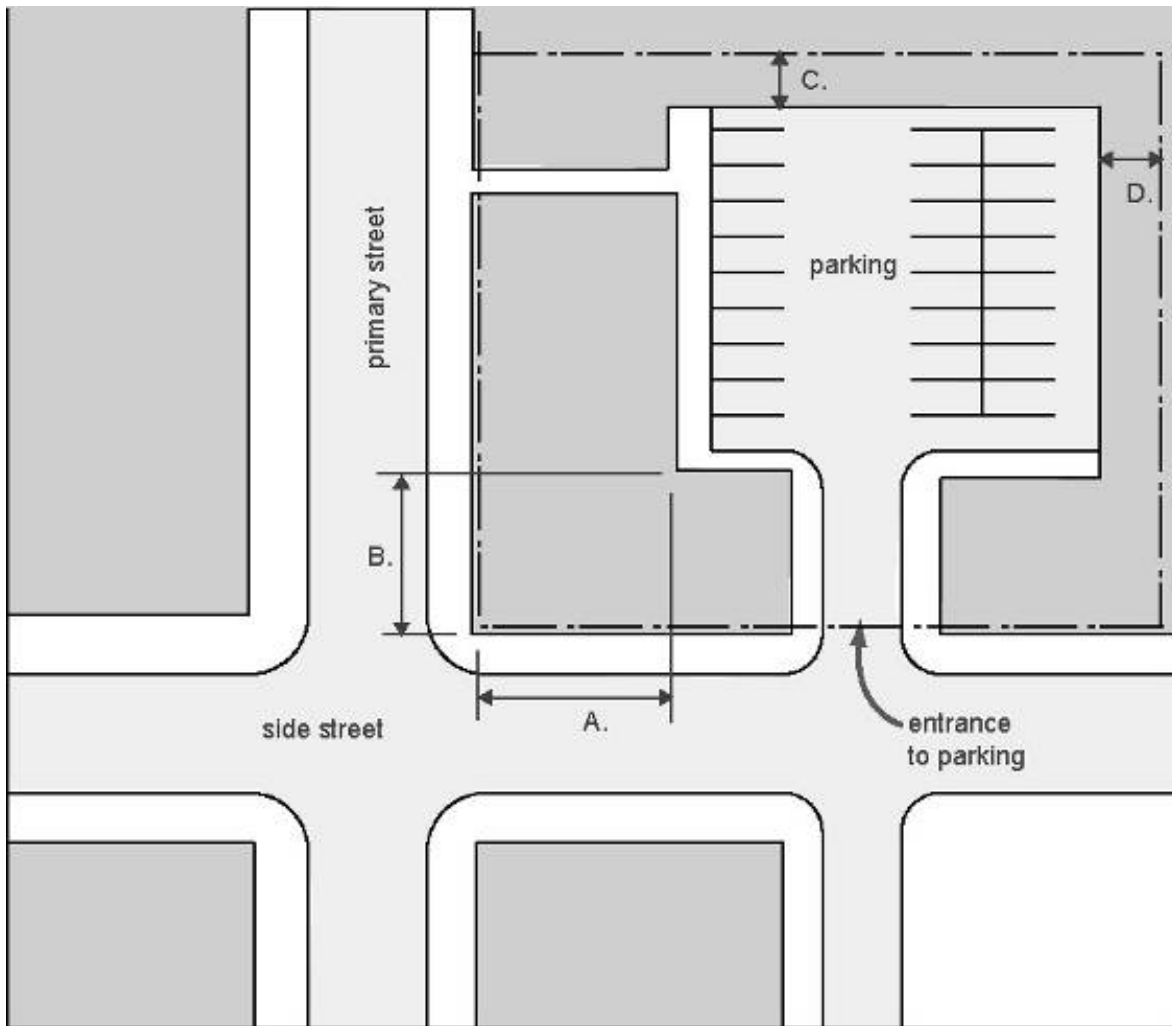 C.
D.
primary street
parking
B.
A.
side street
entrance
to parking